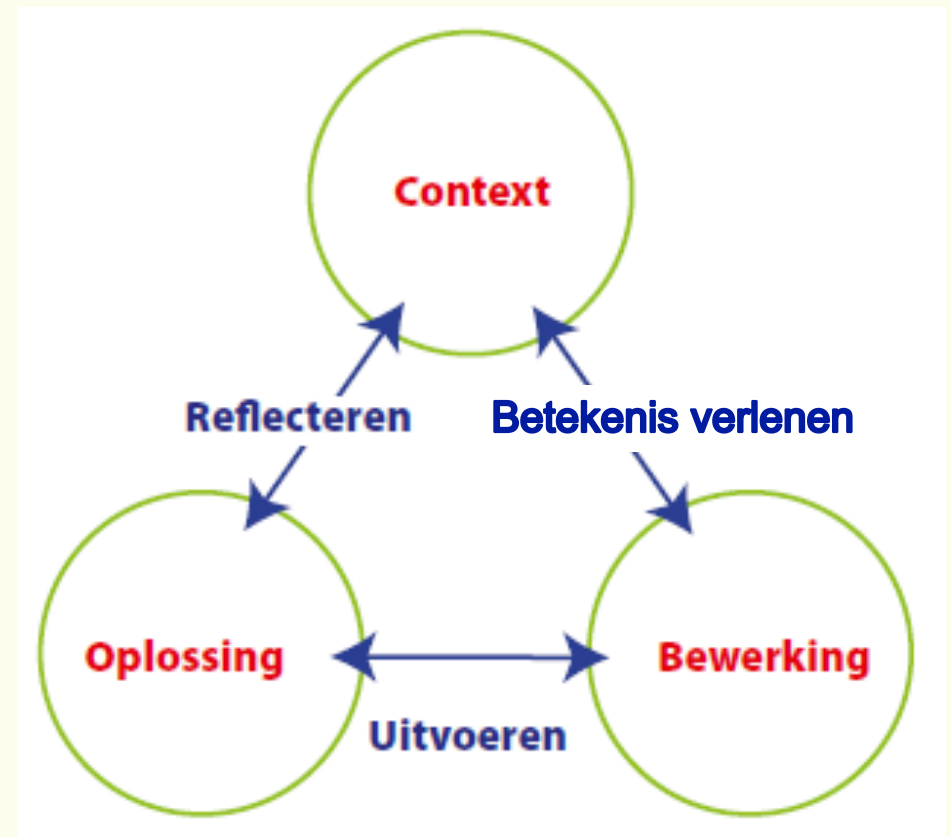 Context
Reflecteren
Betekenis verlenen
Oplossing
Bewerking
Uitvoeren